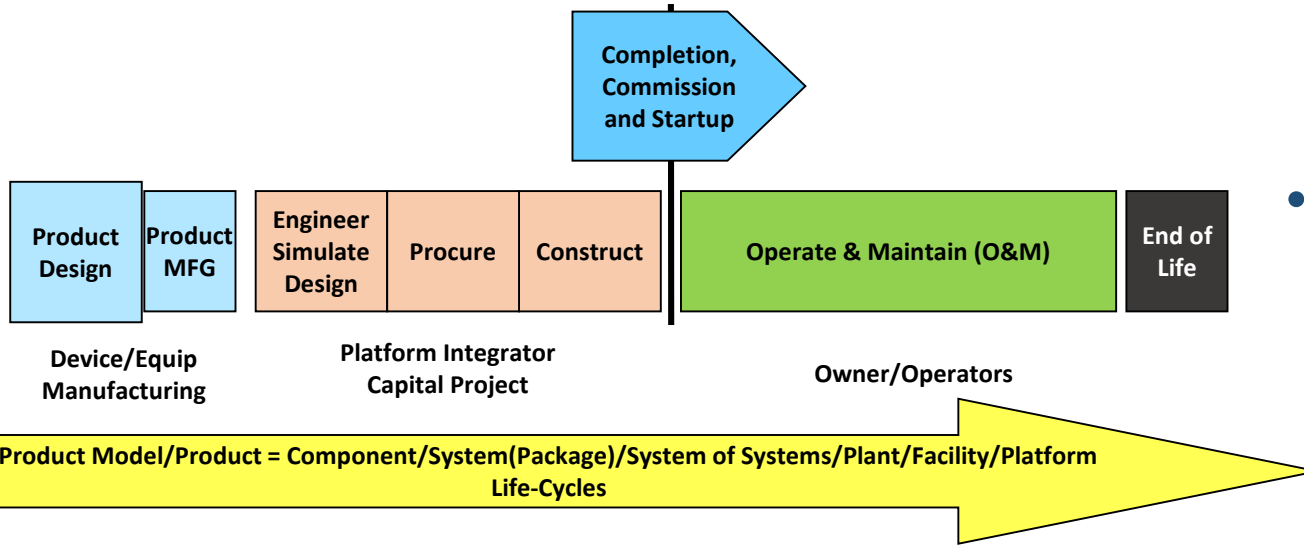 Completion,
Commission
and Startup
Product
Design
Product
MFG
Engineer
Simulate
Design
Procure
Construct
Operate & Maintain (O&M)
End of
Life
Device/Equip
Manufacturing
Platform Integrator
Capital Project
Owner/Operators
Product Model/Product = Component/System(Package)/System of Systems/Plant/Facility/Platform
Life-Cycles